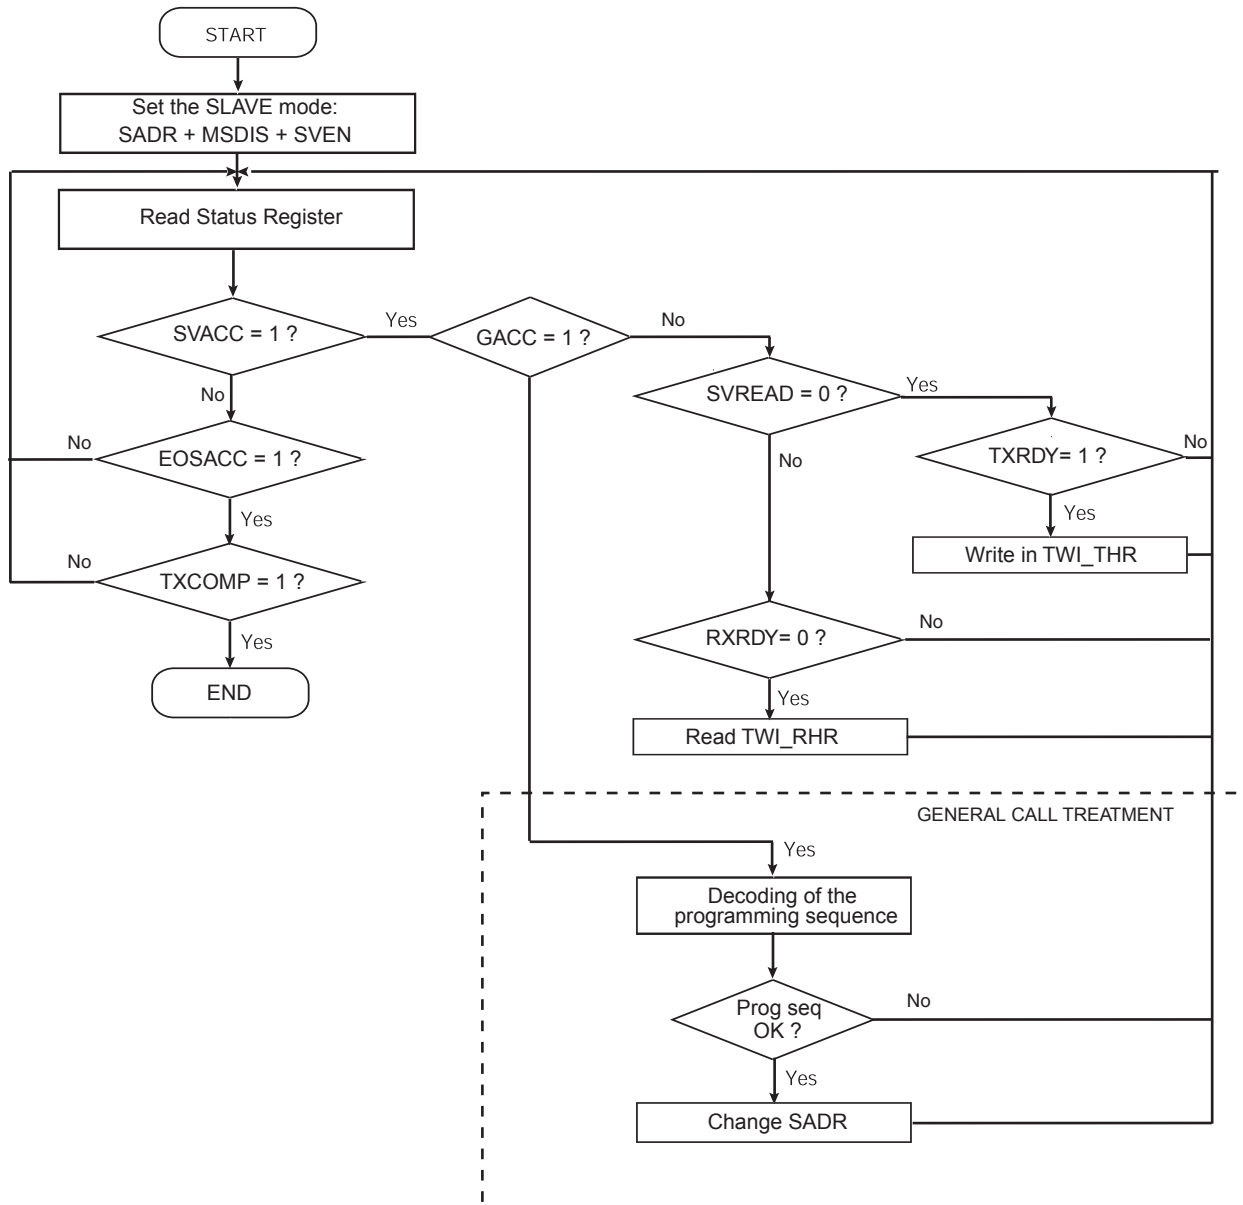 START
Set the SLAVE mode:
SADR + MSDIS + SVEN
Read Status Register
SVACC = 1 ?
Yes
GACC = 1 ?
No
SVREAD = 0 ?
Yes
No
EOSACC = 1 ?
No
No
TXRDY= 1 ?
No
Yes
Yes
Write in TWI_THR
TXCOMP = 1 ?
No
RXRDY= 0 ?
No
Yes
END
Yes
Read TWI_RHR
GENERAL CALL TREATMENT
Yes
Decoding of the
programming sequence
Prog seq
OK ?
No
Yes
Change SADR